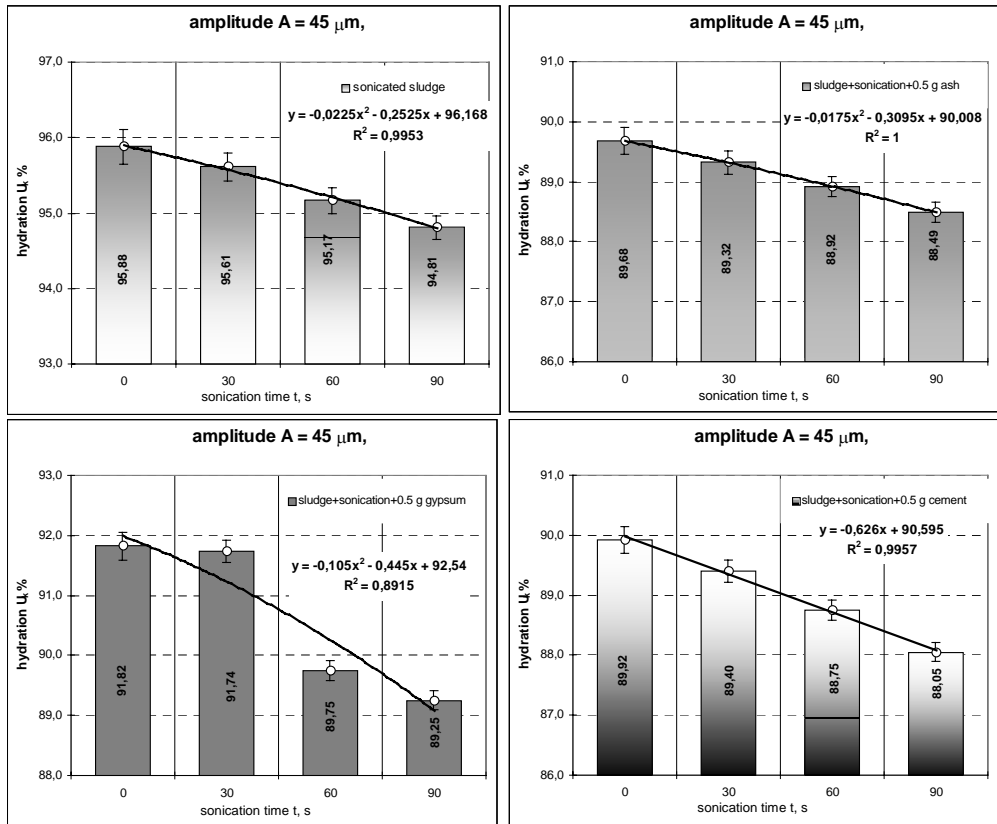 amplitude A = 45 μm,
97,0
96,0
95,0
94,0
93,0
hydration Uk %
sonicated sludge
y = -0,0225x² - 0,2525x + 96,168
R² = 0,9953
95,88
95,61
95,17
94,81
0 30 60 90
sonication time t, s
amplitude A = 45 μm,
91,0
90,0
89,0
88,0
87,0
86,0
hydration Uk %
sludge+sonication+0.5 g ash
y = -0,0175x² - 0,3095x + 90,008
R² = 1
89,68
89,32
88,92
88,49
0 30 60 90
sonication time t, s
amplitude A = 45 μm,
93,0
92,0
91,0
90,0
89,0
88,0
hydration Uk %
sludge+sonication+0.5 g gypsum
y = -0,105x² - 0,445x + 92,54
R² = 0,8915
91,82
91,74
89,75
89,25
0 30 60 90
sonication time t, s
amplitude A = 45 μm,
91,0
90,0
89,0
88,0
87,0
86,0
hydration Uk %
sludge+sonication+0.5 g cement
y = -0,626x + 90,595
R² = 0,9957
89,92
89,40
88,75
88,05
0 30 60 90
sonication time t, s